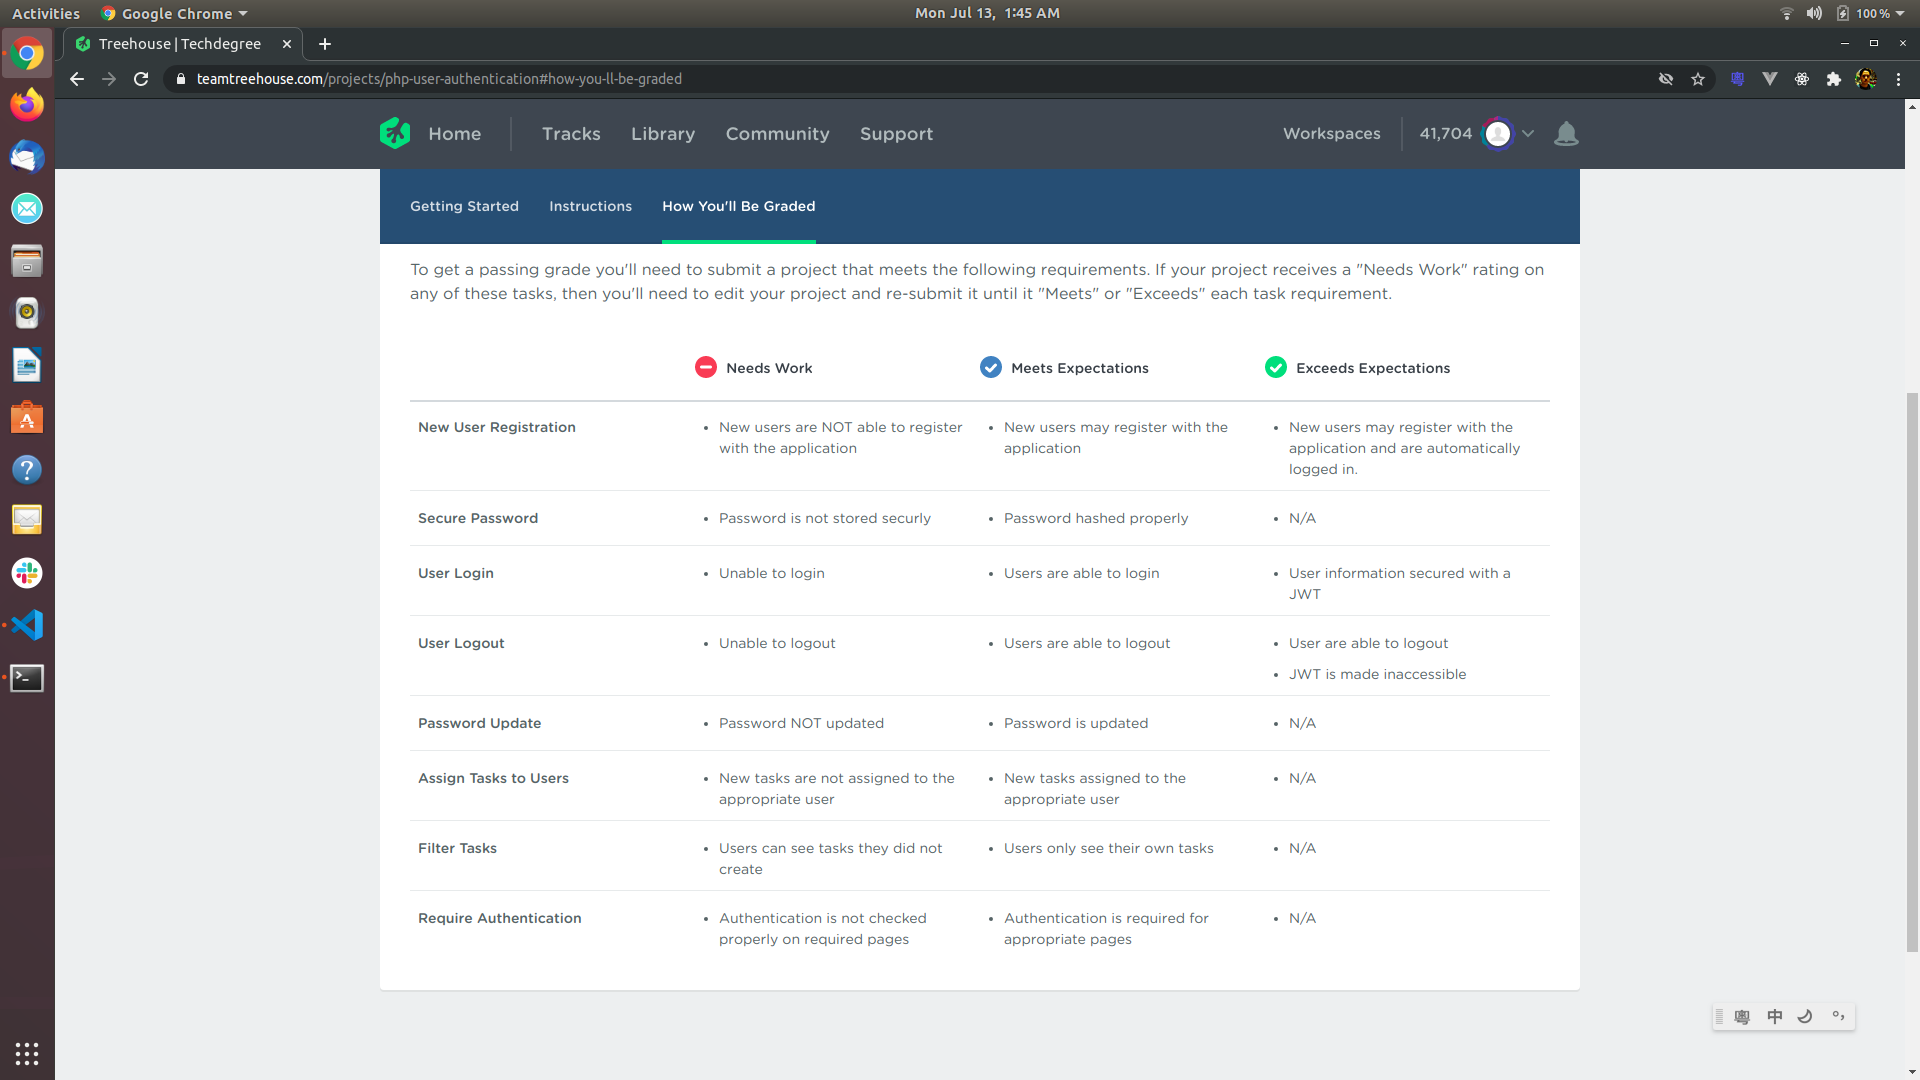 Activities Google Chrome Mon Jul 13, 1:45 AM 100 %
Treehouse | Techdegree
teamtreehouse.com/projects/php-user-authentication#how-you-ll-be-graded
Home Tracks Library Community Support Workspaces 41,704
Getting Started Instructions How You'll Be Graded
To get a passing grade you'll need to submit a project that meets the following requirements. If your project receives a "Needs Work" rating on
any of these tasks, then you'll need to edit your project and re-submit it until it "Meets" or "Exceeds" each task requirement.
Needs Work Meets Expectations Exceeds Expectations
New User Registration
• New users are NOT able to register
with the application
• New users may register with the
application
• New users may register with the
application and are automatically
logged in.
Secure Password
• Password is not stored securly
• Password hashed properly
• N/A
User Login
• Unable to login
• Users are able to login
• User information secured with a
JWT
User Logout
• Unable to logout
• Users are able to logout
• User are able to logout
• JWT is made inaccessible
Password Update
• Password NOT updated
• Password is updated
• N/A
Assign Tasks to Users
• New tasks are not assigned to the
appropriate user
• New tasks assigned to the
appropriate user
• N/A
Filter Tasks
• Users can see tasks they did not
create
• Users only see their own tasks
• N/A
Require Authentication
• Authentication is not checked
properly on required pages
• Authentication is required for
appropriate pages
• N/A
粵 中 °，